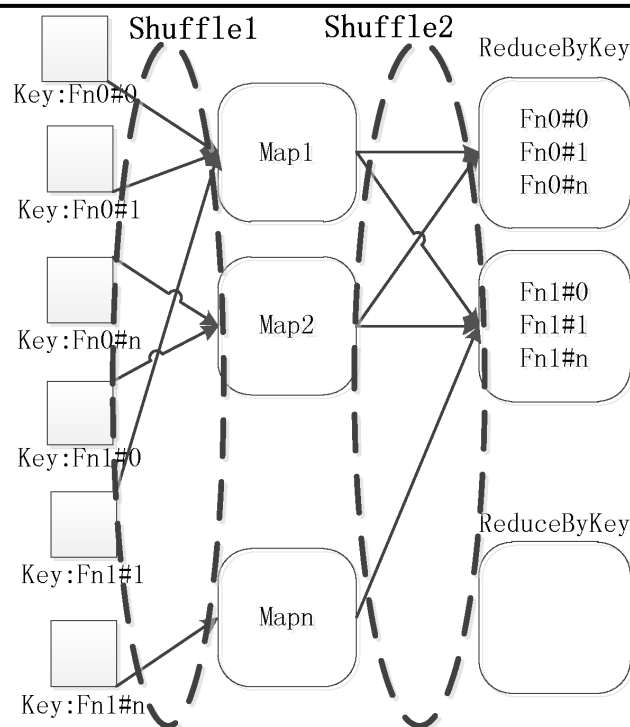 Shuffle1
Shuffle2
ReduceByKey
Key:Fn0#0
Key:Fn0#1
Key:Fn0#n
Key:Fn1#0
Key:Fn1#1
Key:Fn1#n
Map1
Map2
Mapn
Fn0#0
Fn0#1
Fn0#n
Fn1#0
Fn1#1
Fn1#n
ReduceByKey